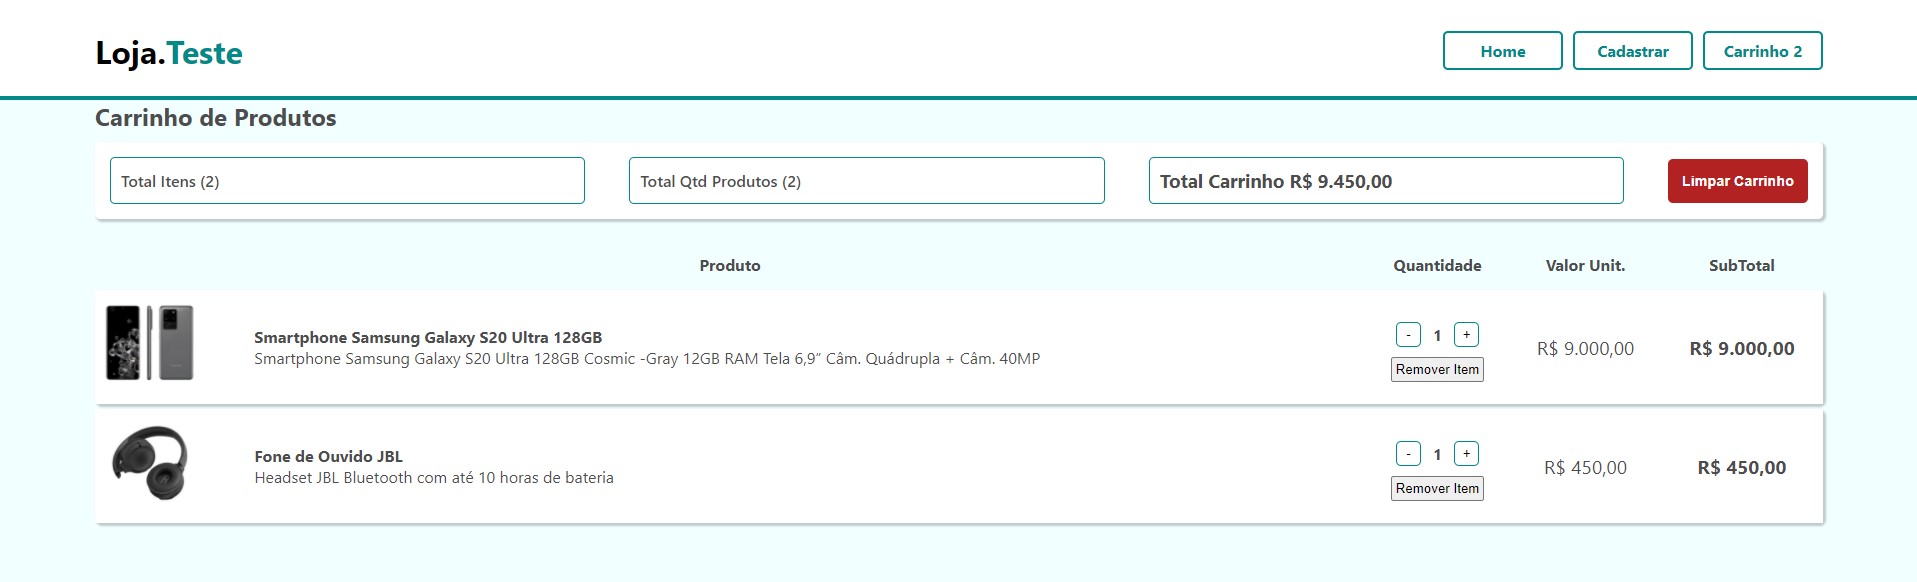 Loja.Teste
Home Cadastrar Carrinho 2
Carrinho de Produtos
Total Itens (2) Total Qtd Produtos (2) Total Carrinho R$ 9.450,00 Limpar Carrinho
Produto Quantidade Valor Unit. SubTotal
Smartphone Samsung Galaxy S20 Ultra 128GB
Smartphone Samsung Galaxy S20 Ultra 128GB Cosmic -Gray 12GB RAM Tela 6,9” Câm. Quádrupla + Câm. 40MP
- 1 +
Remover Item
R$ 9.000,00 R$ 9.000,00
Fone de Ouvido JBL
Headset JBL Bluetooth com até 10 horas de bateria
- 1 +
Remover Item
R$ 450,00 R$ 450,00